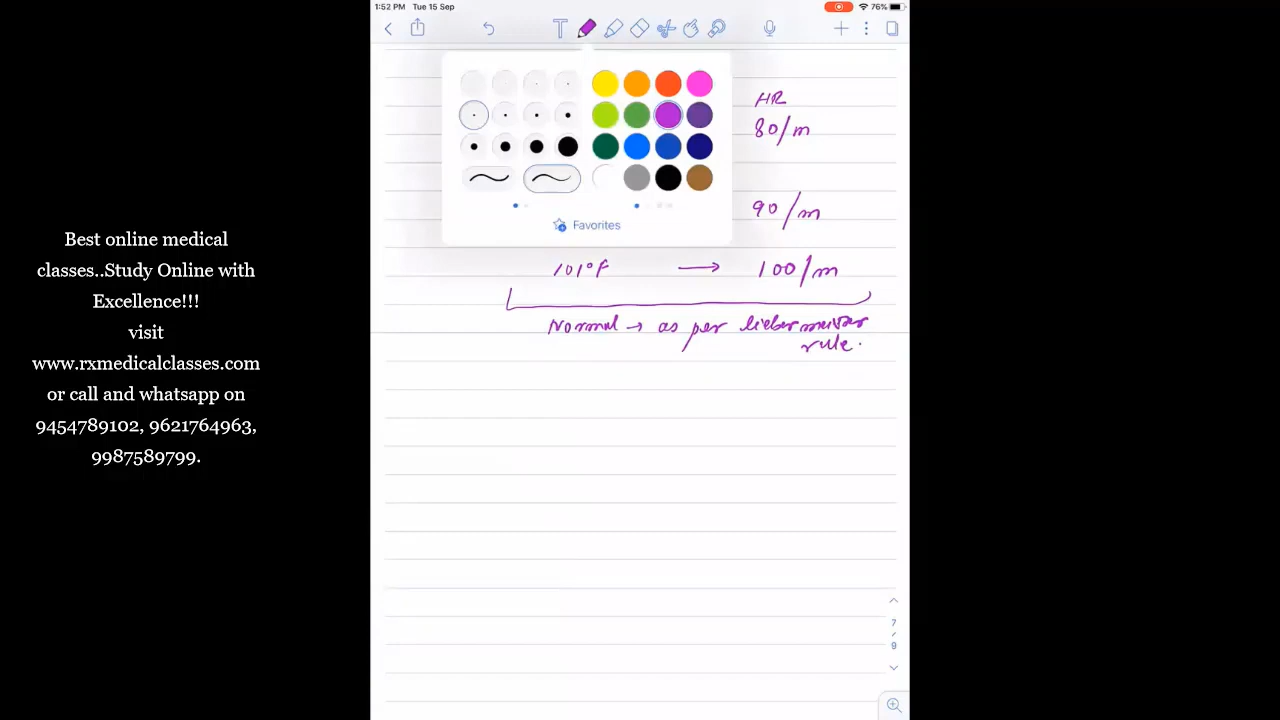 1:52 PM Tue 15 Sep
76%
T
Favorites
HR
80/m
90/m
101°F → 100/m
Normal → as per
rule.
7
/
9
Best online medical
classes..Study Online with
Excellence!!!
visit
www.rxmedicalclasses.com
or call and whatsapp on
9454789102, 9621764963,
9987589799.